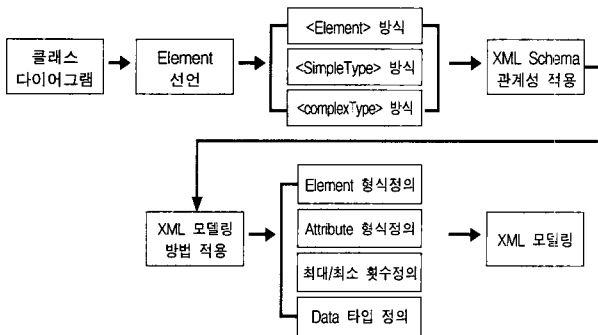 클래스
다이어그램
Element
선언
<Element> 방식
<SimpleType> 방식
<complexType> 방식
XML Schema
관계성 적용
XML 모델링
방법 적용
Element 형식정의
Attribute 형식정의
최대/최소 횟수정의
Data 타입 정의
XML 모딜링